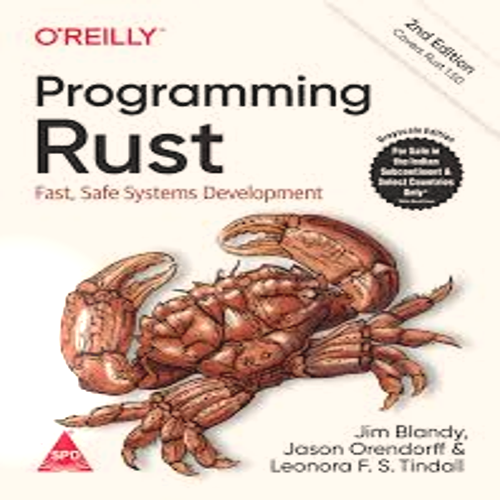 O'REILLY
2nd Edition
Covers Rust 1.50
Programming
Rust
Fast, Safe Systems Development
Grayscale Edition
For Sale in
the Indian
Subcontinent &
Select Countries
Only*
Jim Blandy,
Jason Orendorff &
Leonora F. S. Tindall
SPD